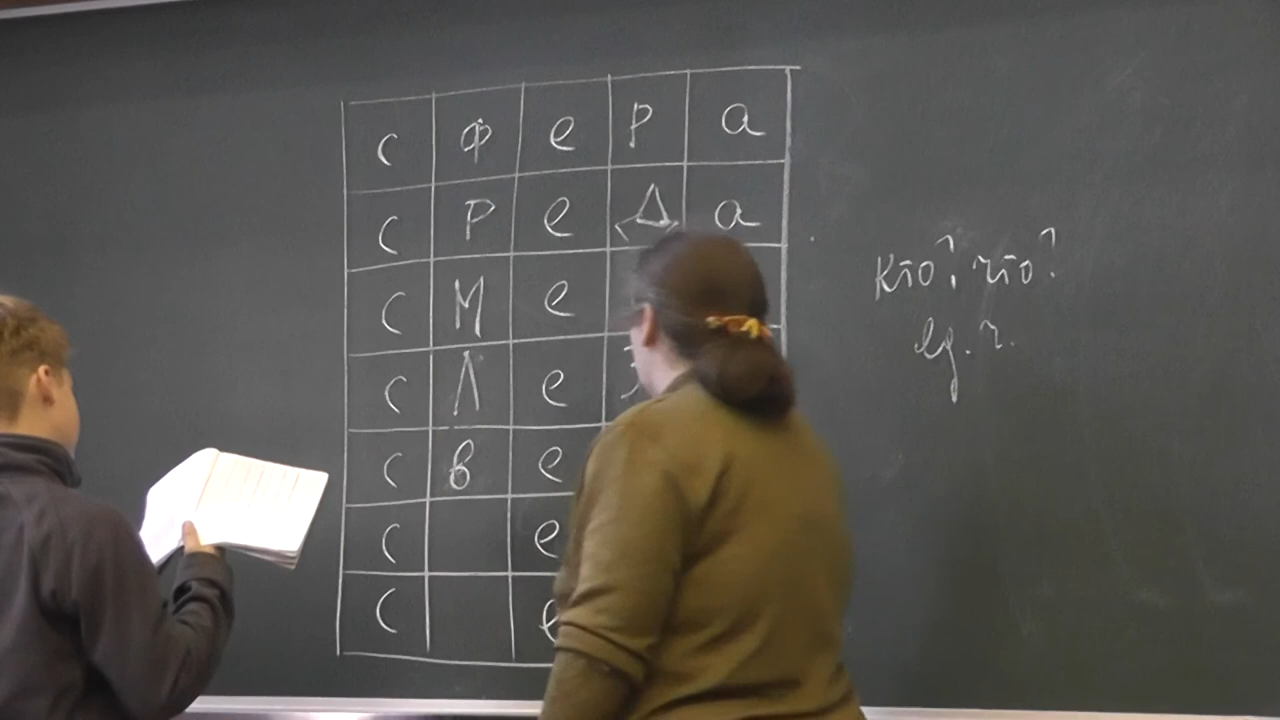 с Ф е Р а
с Р е Д а
с М е
с Л е
с в е
с е
с е
Кто? что?
ед. ч.